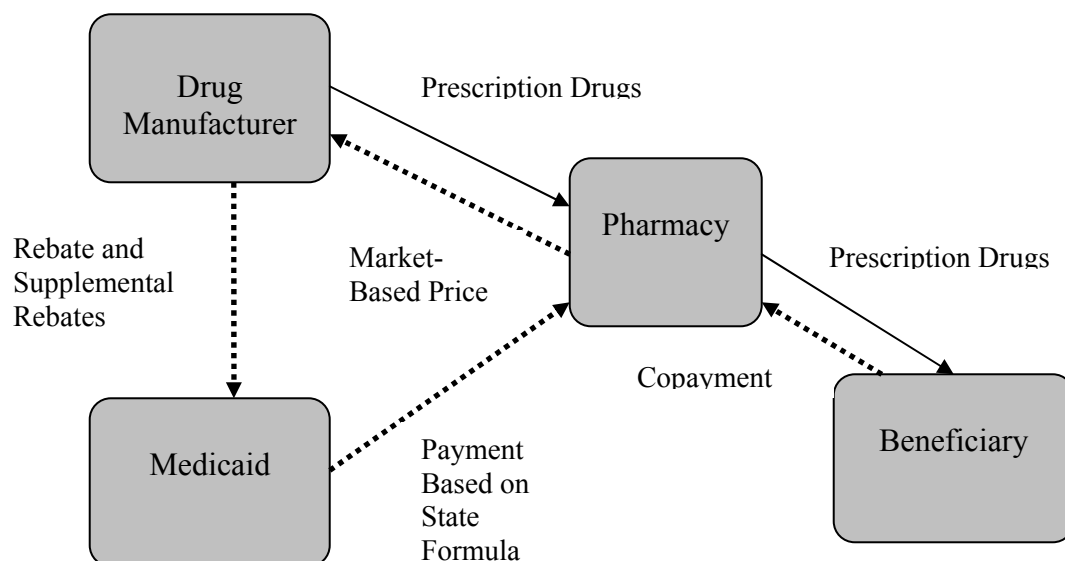 Drug
Manufacturer
Prescription Drugs
Pharmacy
Rebate and
Supplemental
Rebates
Market-
Based Price
Prescription Drugs
Copayment
Medicaid
Payment
Based on
State
Formula
Beneficiary